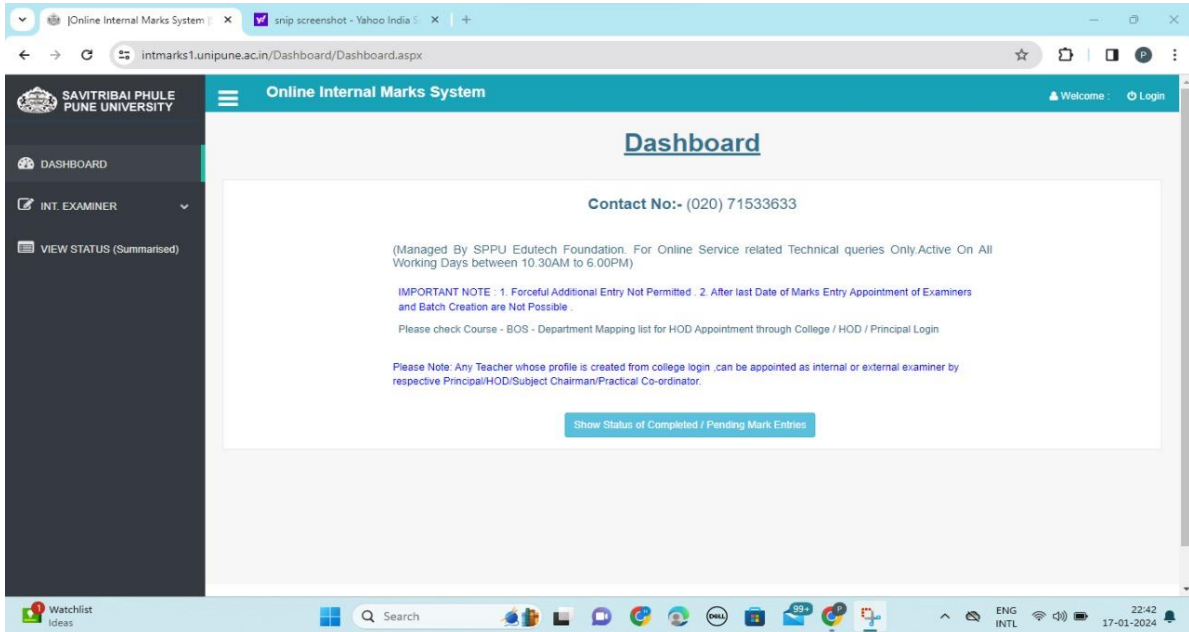 |Online Internal Marks System |
snip screenshot - Yahoo India S
intmarks1.unipune.ac.in/Dashboard/Dashboard.aspx
P
SAVITRIBAI PHULE
PUNE UNIVERSITY
Online Internal Marks System
Welcome :
Login
DASHBOARD
INT. EXAMINER
VIEW STATUS (Summarised)
Dashboard
Contact No:- (020) 71533633
(Managed By SPPU Edutech Foundation. For Online Service related Technical queries Only.Active On All
Working Days between 10.30AM to 6.00PM)
IMPORTANT NOTE : 1. Forceful Additional Entry Not Permitted . 2. After last Date of Marks Entry Appointment of Examiners
and Batch Creation are Not Possible .
Please check Course - BOS - Department Mapping list for HOD Appointment through College / HOD / Principal Login
Please Note: Any Teacher whose profile is created from college login ,can be appointed as internal or external examiner by
respective Principal/HOD/Subject Chairman/Practical Co-ordinator.
Show Status of Completed / Pending Mark Entries
1
Watchlist
Ideas
Search
DELL
99+
P
ENG
INTL
22:42
17-01-2024